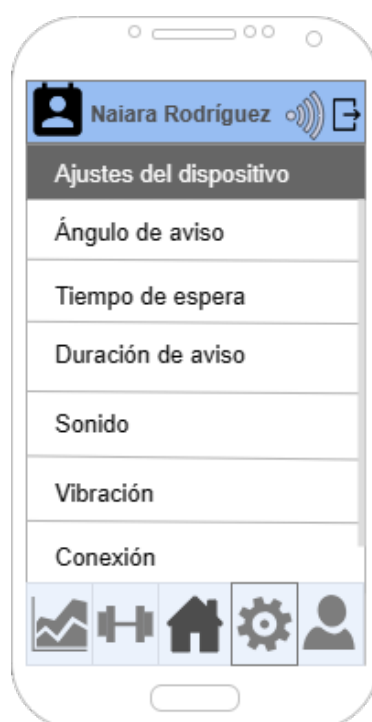 Naiara Rodríguez
Ajustes del dispositivo
Ángulo de aviso
Tiempo de espera
Duración de aviso
Sonido
Vibración
Conexión